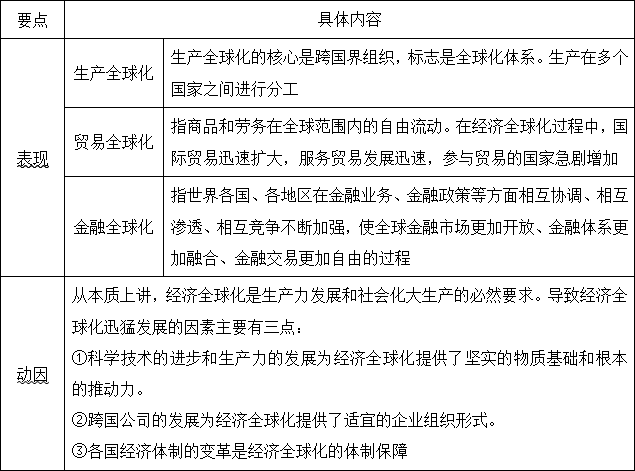 要点
具体内容
表现
生产全球化
生产全球化的核心是跨国界组织，标志是全球化体系。生产在多个
国家之间进行分工
贸易全球化
指商品和劳务在全球范围内的自由流动。在经济全球化过程中，国
际贸易迅速扩大，服务贸易发展迅速，参与贸易的国家急剧增加
金融全球化
指世界各国、各地区在金融业务、金融政策等方面相互协调、相互
渗透、相互竞争不断加强，使全球金融市场更加开放、金融体系更
加融合、金融交易更加自由的过程
动因
从本质上讲，经济全球化是生产力发展和社会化大生产的必然要求。导致经济全
球化迅猛发展的因素主要有三点：
①科学技术的进步和生产力的发展为经济全球化提供了坚实的物质基础和根本
的推动力。
②跨国公司的发展为经济全球化提供了适宜的企业组织形式。
③各国经济体制的变革是经济全球化的体制保障